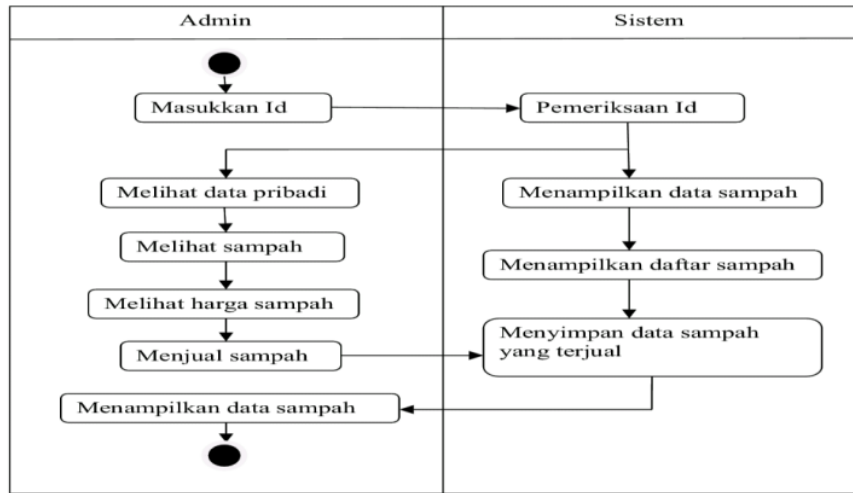 Admin
Sistem
Masukkan Id
Pemeriksaan Id
Melihat data pribadi
Menampilkan data sampah
Melihat sampah
Menampilkan daftar sampah
Melihat harga sampah
Menyimpan data sampah
yang terjual
Menjual sampah
Menampilkan data sampah